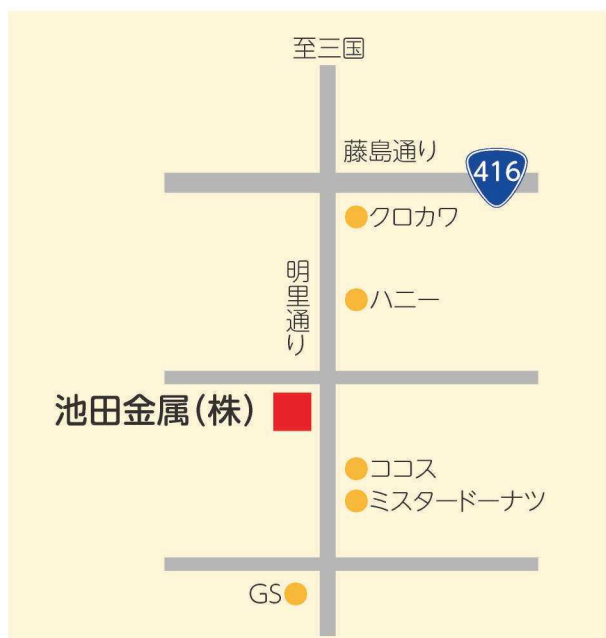 至三国
藤島通り
416
クロカワ
明里通り
ハニー
池田金属(株)
ココス
ミスタードーナツ
GS